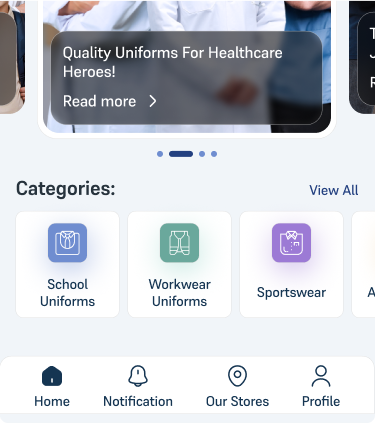 Quality Uniforms For Healthcare
Heroes!
Read more
Categories:
View All
School
Uniforms
Workwear
Uniforms
Sportswear
Home
Notification
Our Stores
Profile